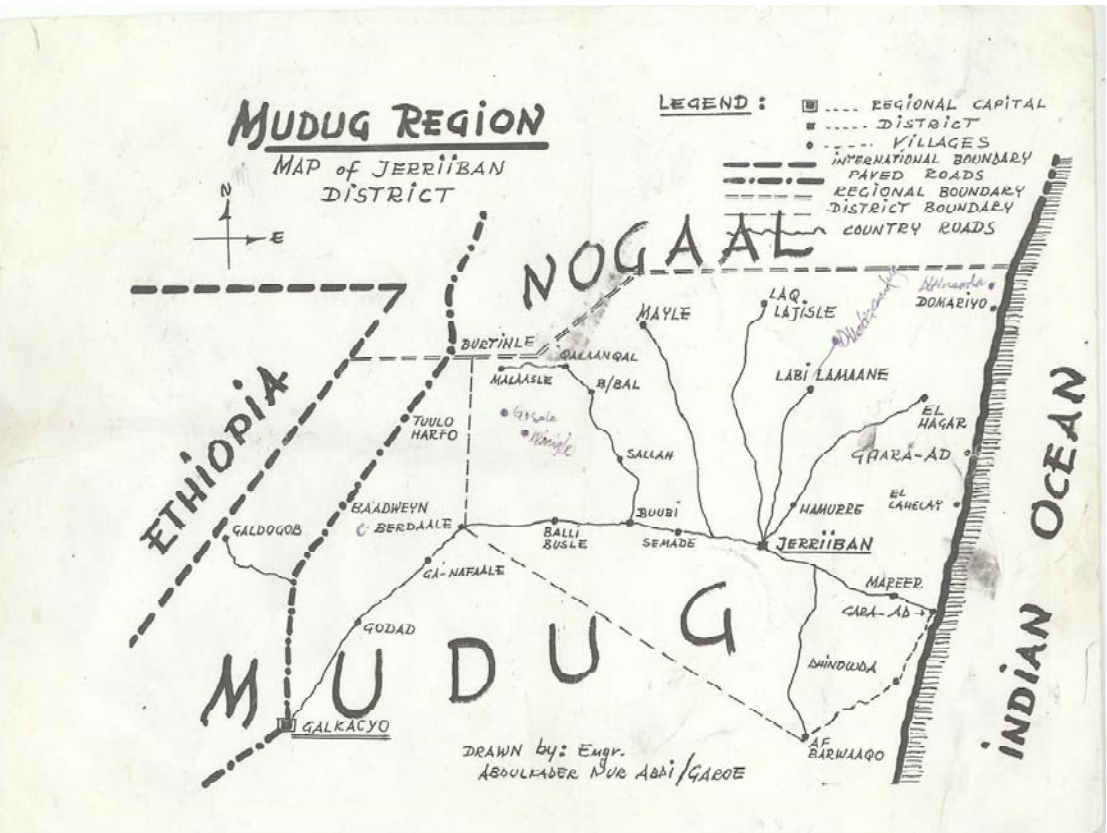 MUDUG REGION
MAP of JERRIIBAN
DISTRICT
LEGEND :
REGIONAL CAPITAL
DISTRICT
VILLAGES
INTERNATIONAL BOUNDARY
PAVED ROADS
REGIONAL BOUNDARY
DISTRICT BOUNDARY
COUNTRY ROADS
N
E
NOGAAL
DOMARIYO
MAYLE
LAQ
LAJISLE
BURTINLE
QALAANQAL
MALAASLE
B/BAL
LABI LAMAANE
EL
HAGAR
TUULO
HARFO
SALLAH
GAARA-AD
ETHIOPIA
INDIAN OCEAN
BAADWEYN
BERDAALE
GALDOGOB
BUUBI
BALLI
BUSLE
SEMADE
HAMURRE
EL
LAHELAY
JERRIIBAN
GA-NAFAALE
MAREER
GARA-AD
GODAD
MUDUG
DHINOWDA
GALKACYO
AF
BARWAAQO
DRAWN by: Engr.
ABDULKADER NUR ABDI/GAROE